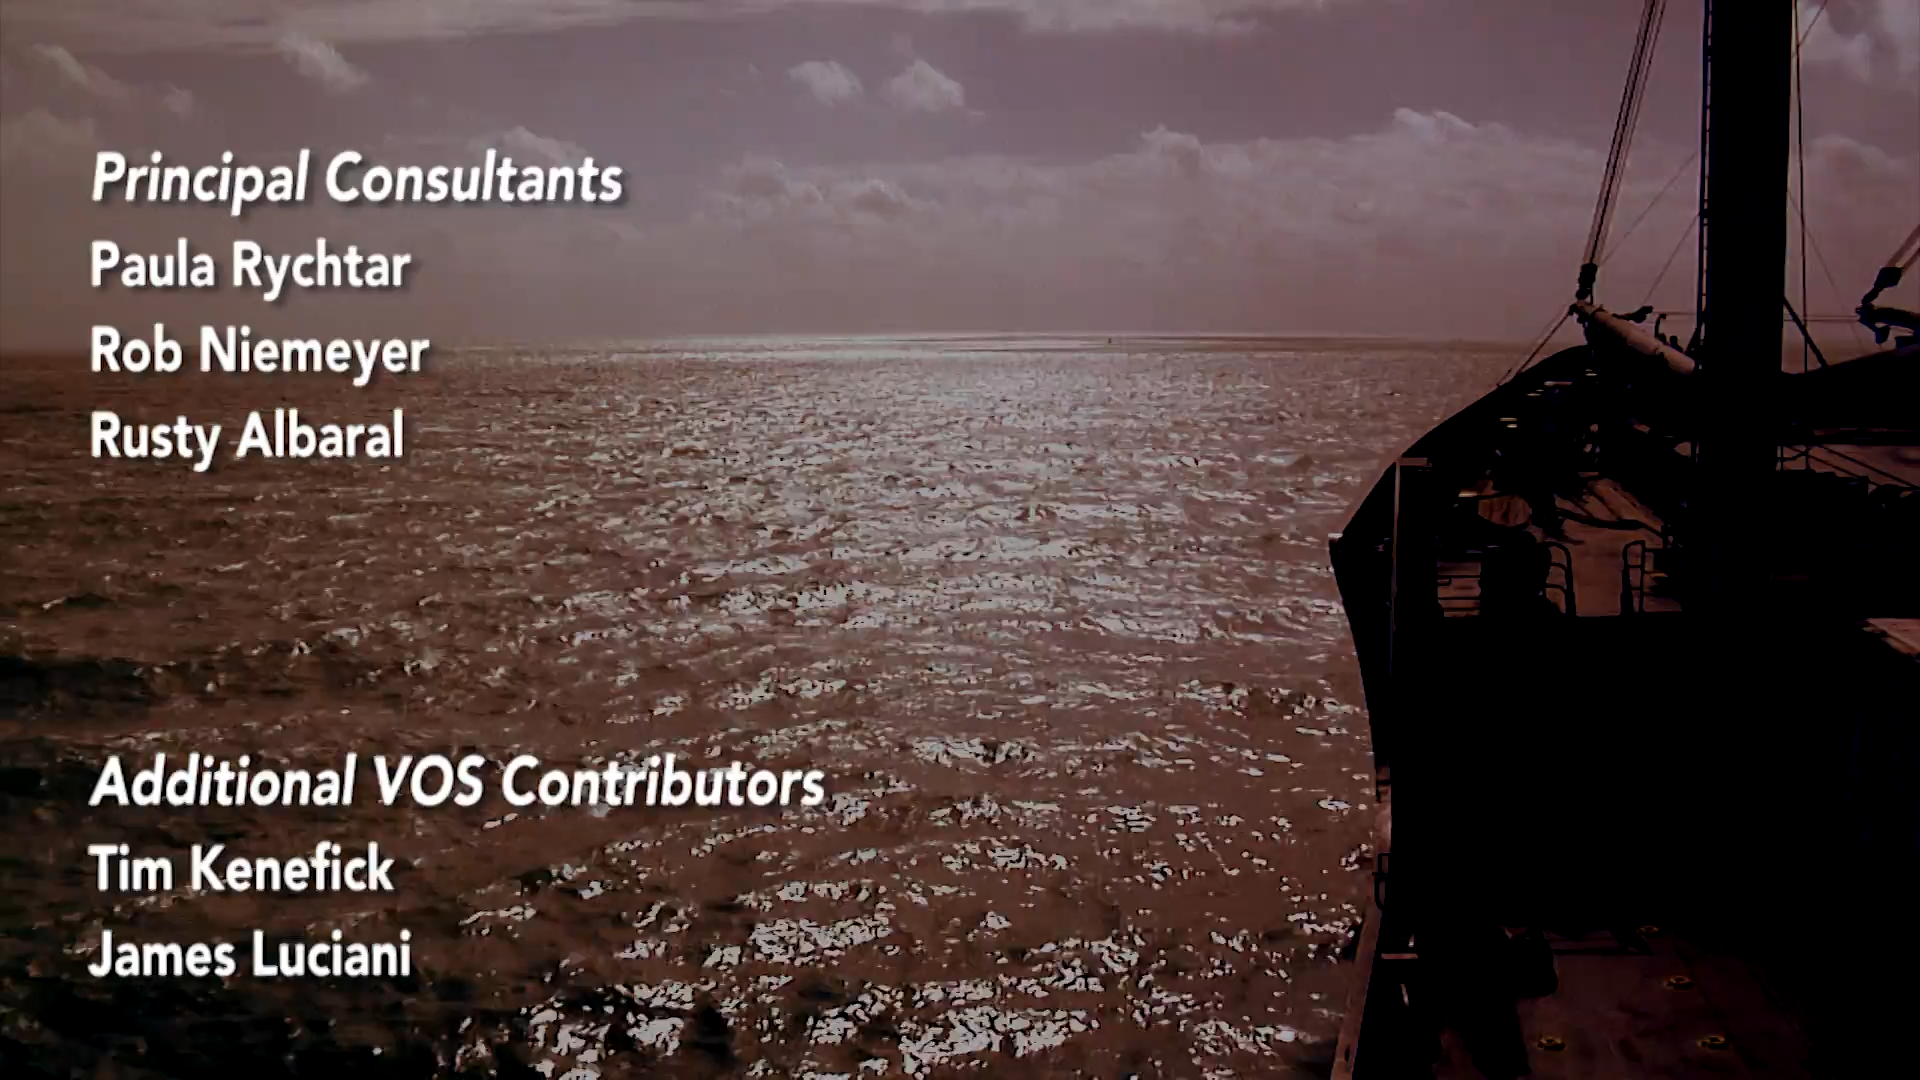 Principal Consultants
Paula Rychtar
Rob Niemeyer
Rusty Albaral
Additional VOS Contributors
Tim Kenefick
James Luciani